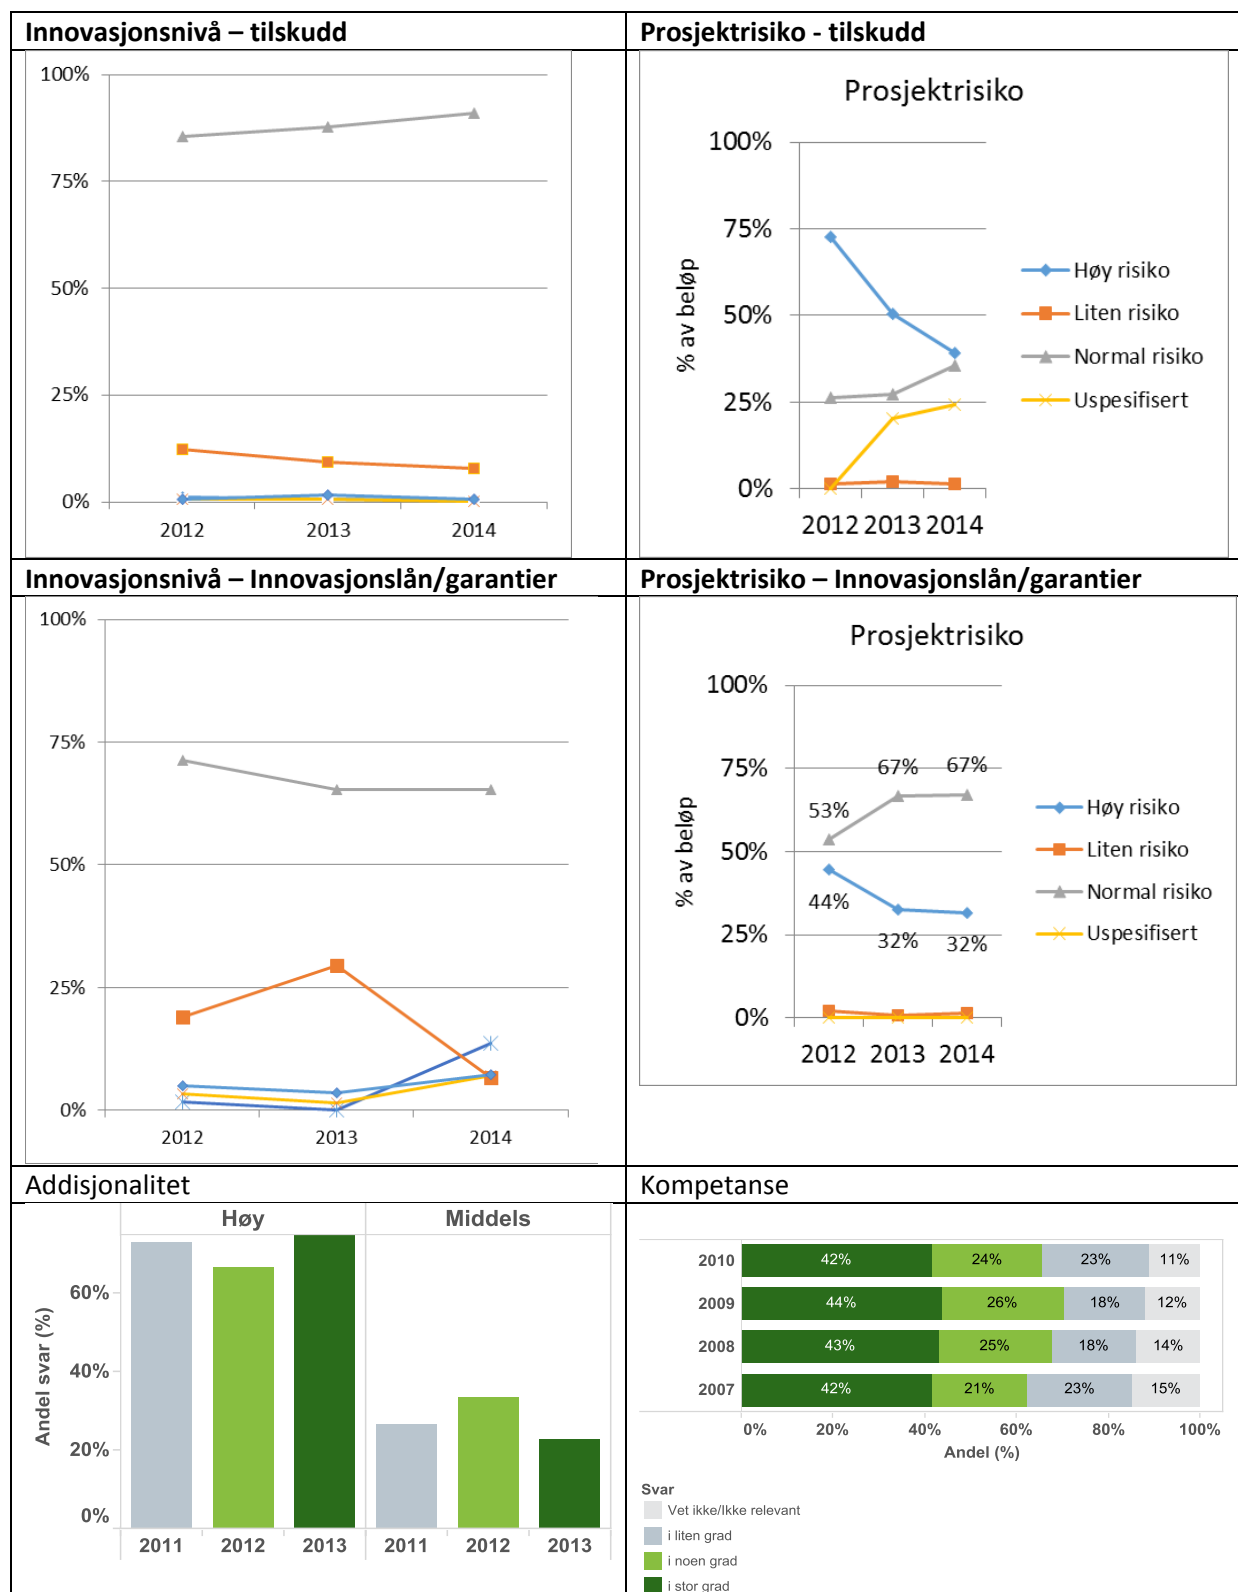 Innovasjonsnivå – tilskudd
100%
75%
50%
25%
0%
2012 2013 2014
Prosjektrisiko - tilskudd
Prosjektrisiko
% av beløp
100%
75%
50%
25%
0%
2012 2013 2014
Høy risiko
Liten risiko
Normal risiko
Uspesifisert
Innovasjonsnivå – Innovasjonslån/garantier
100%
75%
50%
25%
0%
2012 2013 2014
Prosjektrisiko – Innovasjonslån/garantier
Prosjektrisiko
% av beløp
100%
75%
50%
25%
0%
53% 67% 67%
44% 32% 32%
2012 2013 2014
Høy risiko
Liten risiko
Normal risiko
Uspesifisert
Addisjonalitet
Høy Middels
Andel svar (%)
60%
40%
20%
0%
2011 2012 2013 2011 2012 2013
Kompetanse
2010 42% 24% 23% 11%
2009 44% 26% 18% 12%
2008 43% 25% 18% 14%
2007 42% 21% 23% 15%
0% 20% 40% 60% 80% 100%
Andel (%)
Svar
Vet ikke/Ikke relevant
i liten grad
i noen grad
i stor grad